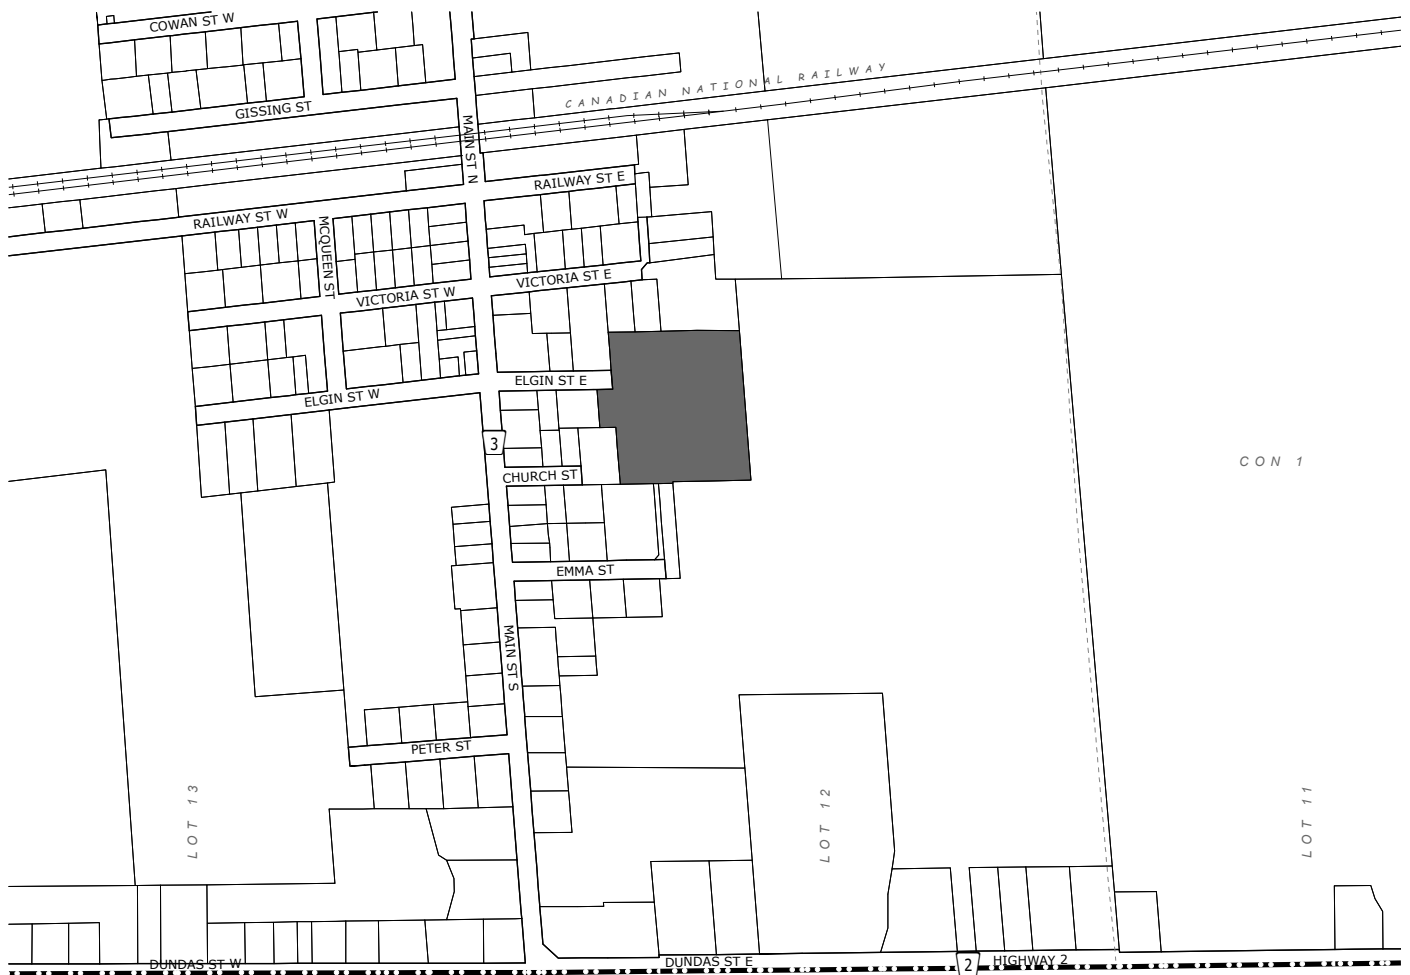 COWAN ST W
CANADIAN NATIONAL RAILWAY
GISSING ST
MAIN ST N
RAILWAY ST E
RAILWAY ST W
MCQUEEN ST
VICTORIA ST E
VICTORIA ST W
ELGIN ST E
ELGIN ST W
3
CON 1
CHURCH ST
EMMA ST
MAIN ST S
PETER ST
LOT 13
LOT 12
LOT 11
DUNDAS ST W
DUNDAS ST E
2
HIGHWAY 2